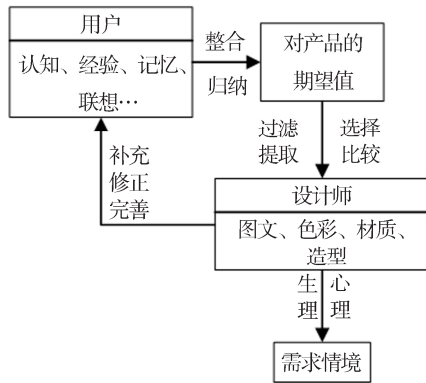 用户
认知、经验、记忆、
联想…
整合
归纳
对产品的
期望值
过滤
提取
选择
比较
补充
修正
完善
设计师
图文、色彩、材质、
造型
生理
心理
需求情境